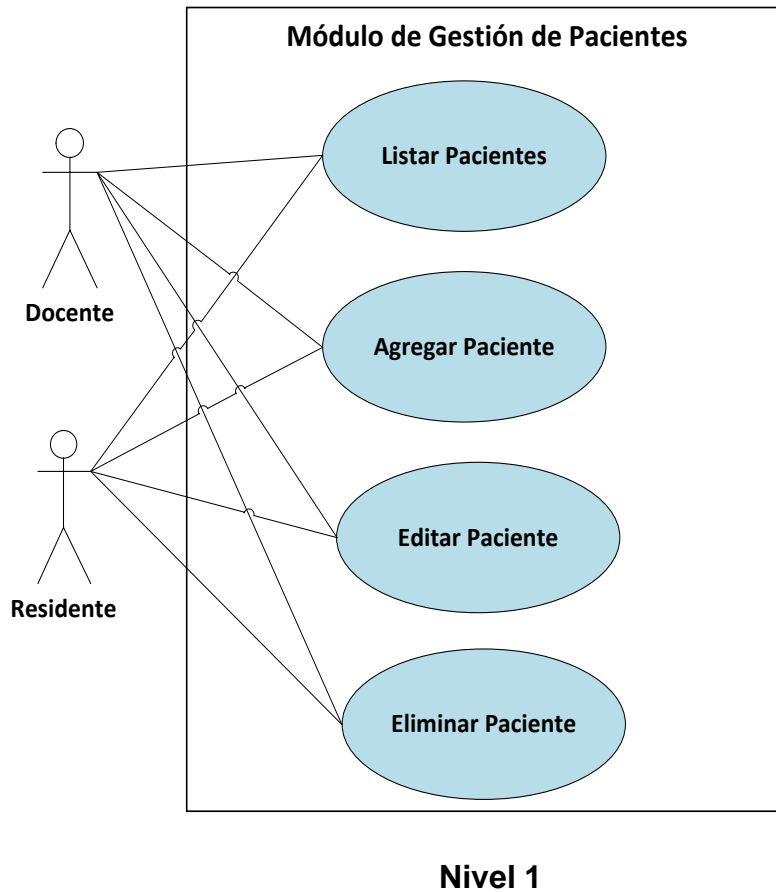 Módulo de Gestión de Pacientes
Listar Pacientes
Docente
Agregar Paciente
Editar Paciente
Residente
Eliminar Paciente
Nivel 1